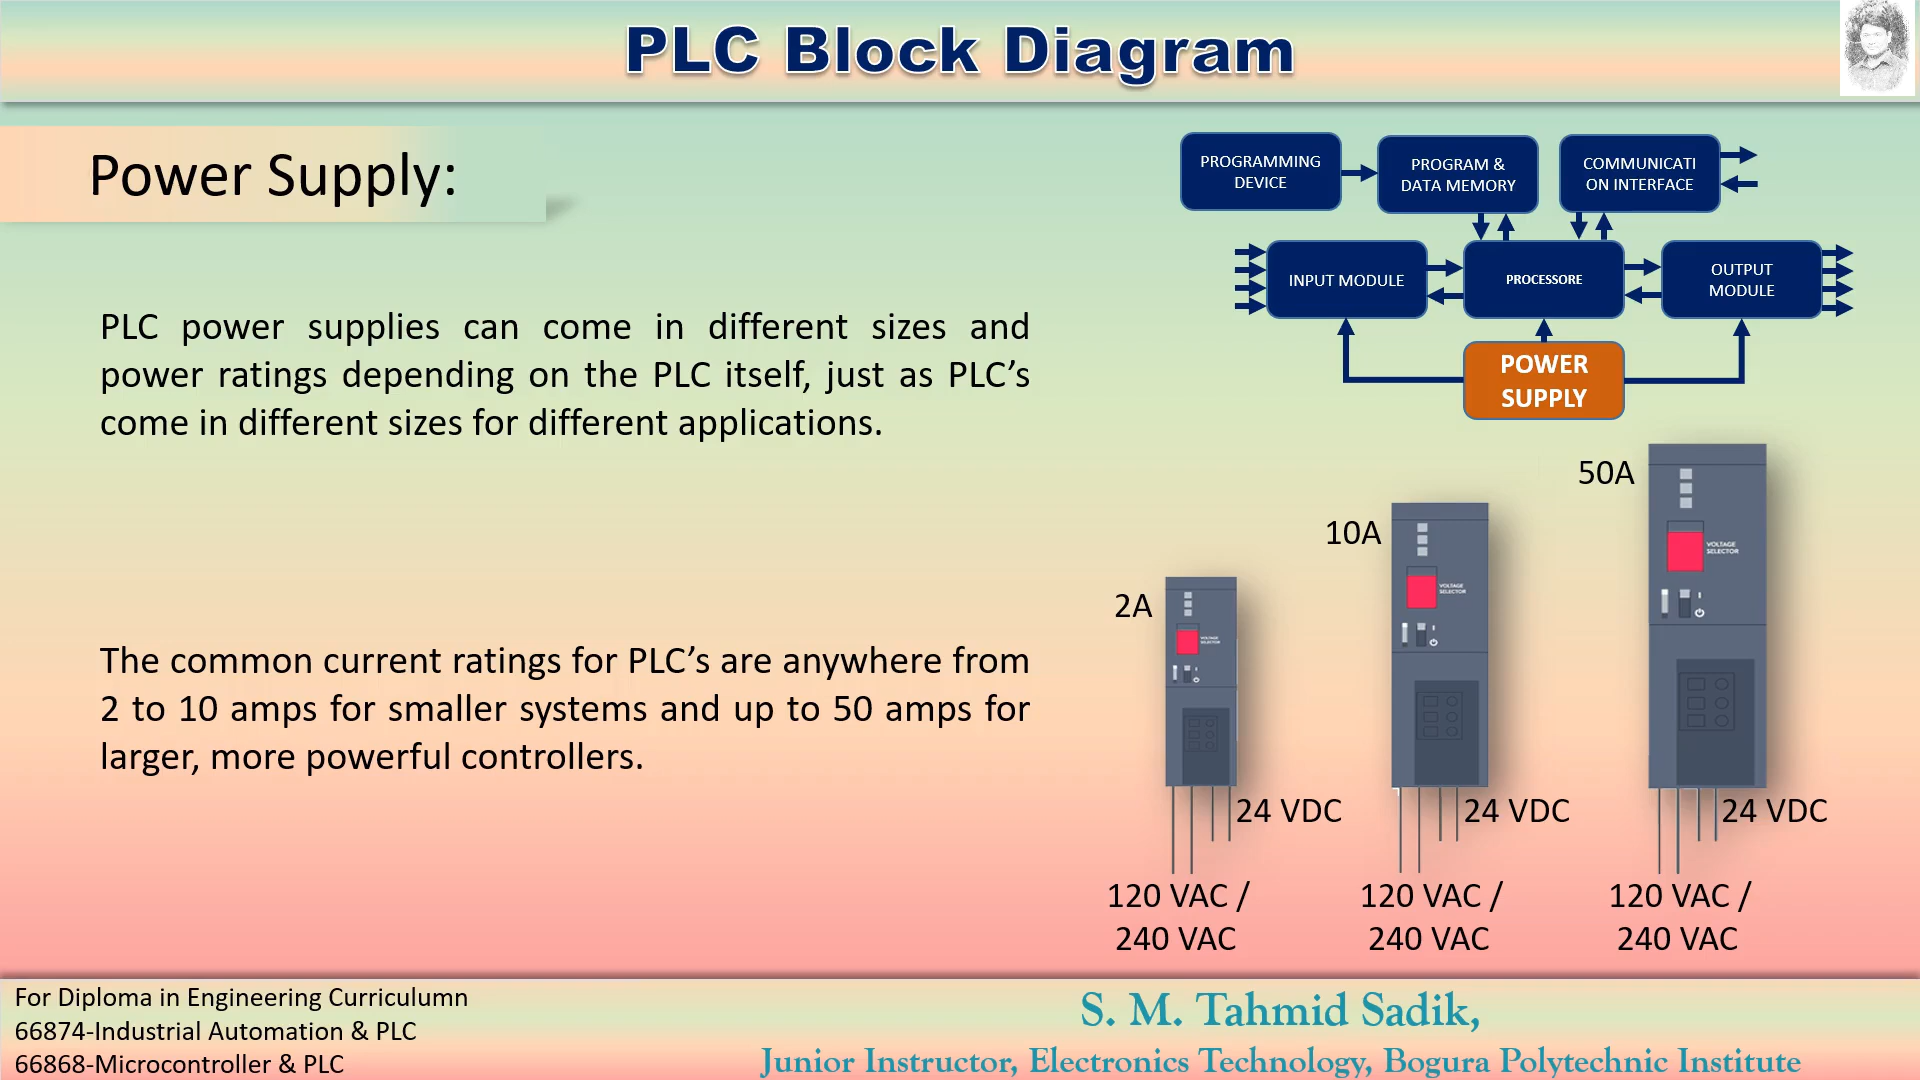 PLC Block Diagram
Power Supply:
PLC power supplies can come in different sizes and
power ratings depending on the PLC itself, just as PLC’s
come in different sizes for different applications.
The common current ratings for PLC’s are anywhere from
2 to 10 amps for smaller systems and up to 50 amps for
larger, more powerful controllers.
PROGRAMMING
DEVICE
PROGRAM &
DATA MEMORY
COMMUNICATI
ON INTERFACE
INPUT MODULE
PROCESSORE
OUTPUT
MODULE
POWER
SUPPLY
2A
VOLTAGE
SELECTOR
24 VDC
120 VAC /
240 VAC
10A
VOLTAGE
SELECTOR
24 VDC
120 VAC /
240 VAC
50A
VOLTAGE
SELECTOR
24 VDC
120 VAC /
240 VAC
For Diploma in Engineering Curriculumn
66874-Industrial Automation & PLC
66868-Microcontroller & PLC
S. M. Tahmid Sadik,
Junior Instructor, Electronics Technology, Bogura Polytechnic Institute